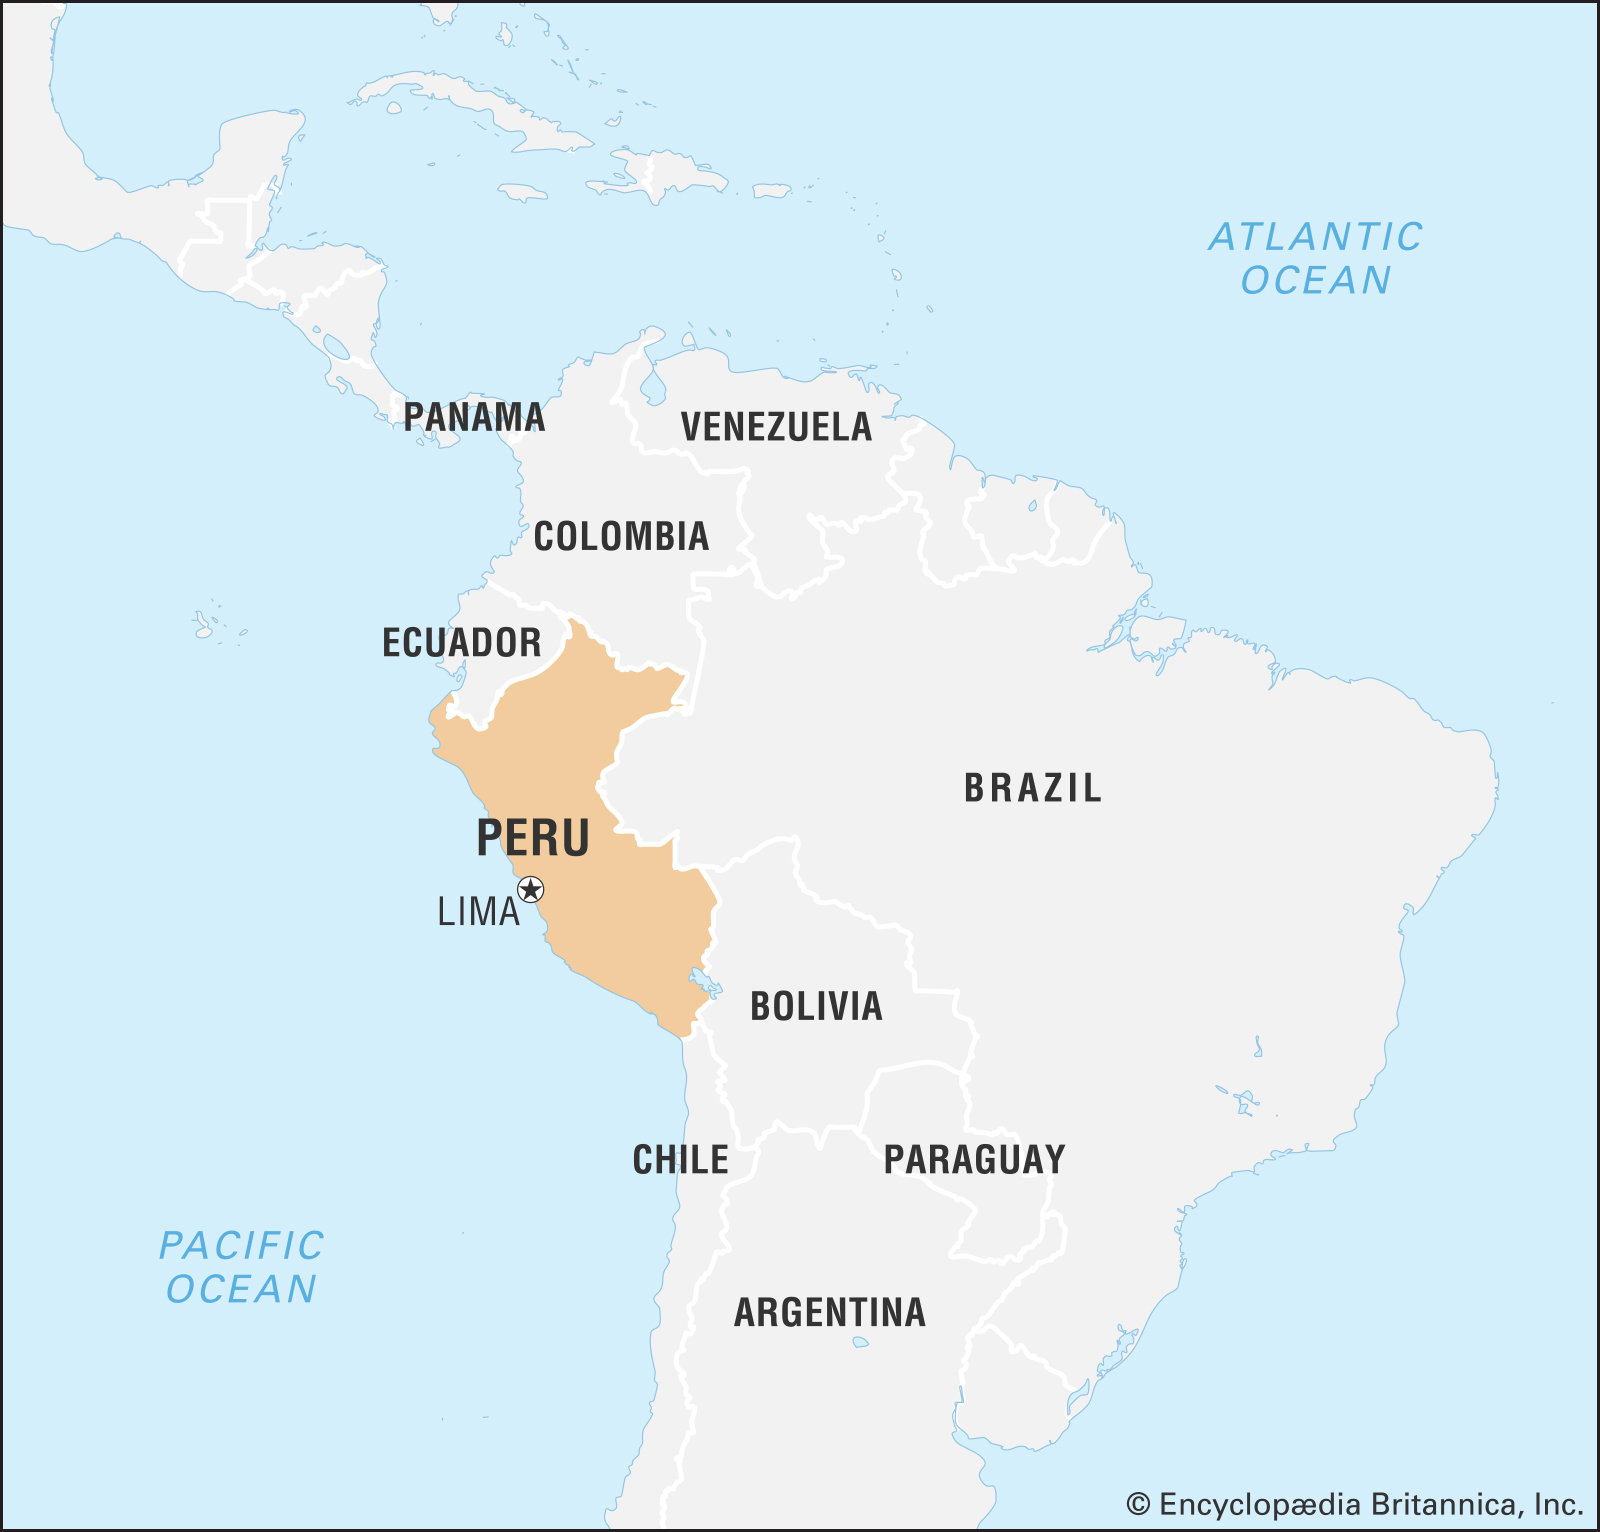 ATLANTIC
OCEAN
PANAMA
VENEZUELA
COLOMBIA
ECUADOR
BRAZIL
PERU
LIMA
BOLIVIA
CHILE
PARAGUAY
PACIFIC
OCEAN
ARGENTINA
© Encyclopædia Britannica, Inc.